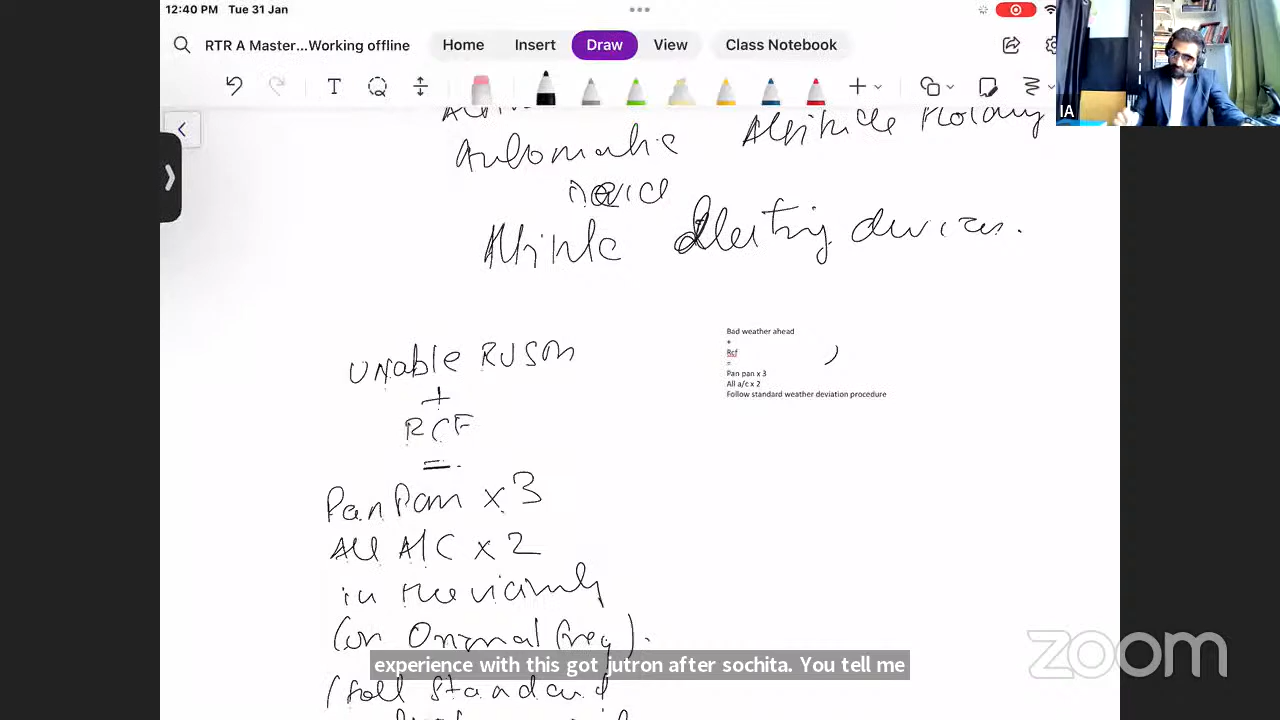 12:40 PM Tue 31 Jan
RTR A Master...Working offline
Home Insert Draw View Class Notebook
T
IA
Automatic Altitude Holding
Altitude alerting devices.
Bad weather ahead
+
Rcf
=
Pan pan x 3
All a/c x 2
Follow standard weather deviation procedure
unable RVSM
+
RCF
=
Pan Pan x 3
All A/C x 2
in the vicinity
(on Original freq).
experience with this got jutron after sochita. You tell me
Standard
zoom